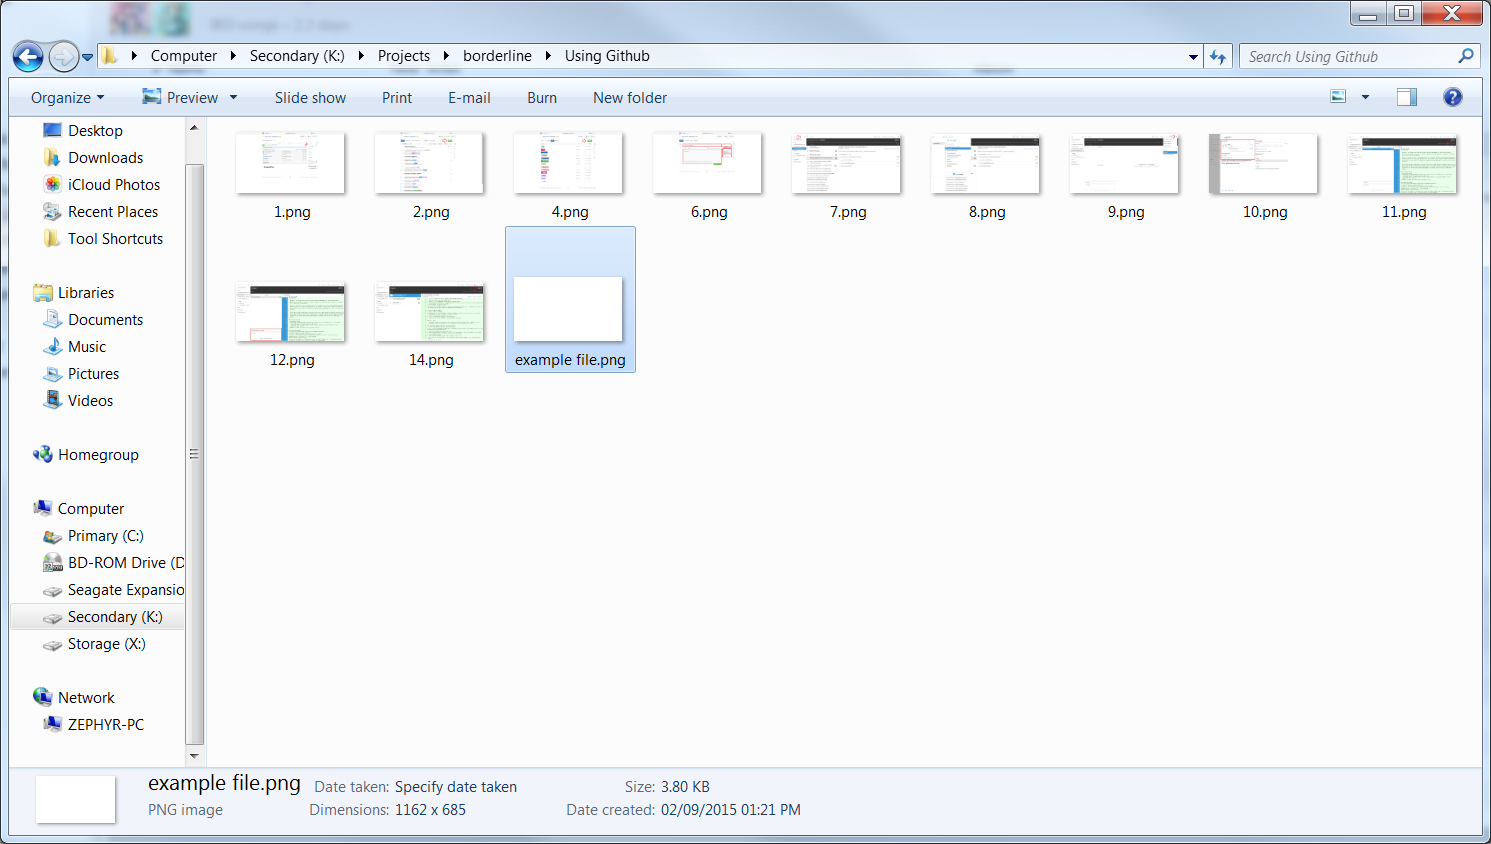 Computer Secondary (K:) Projects borderline Using Github
Search Using Github
Organize Preview Slide show Print E-mail Burn New folder
Desktop
Downloads
iCloud Photos
Recent Places
Tool Shortcuts
Libraries
Documents
Music
Pictures
Videos
Homegroup
Computer
Primary (C:)
BD-ROM Drive (D
Seagate Expansio
Secondary (K:)
Storage (X:)
Network
ZEPHYR-PC
1.png 2.png 4.png 6.png 7.png 8.png 9.png 10.png 11.png
12.png 14.png example file.png
example file.png Date taken: Specify date taken Size: 3.80 KB
PNG image Dimensions: 1162 x 685 Date created: 02/09/2015 01:21 PM